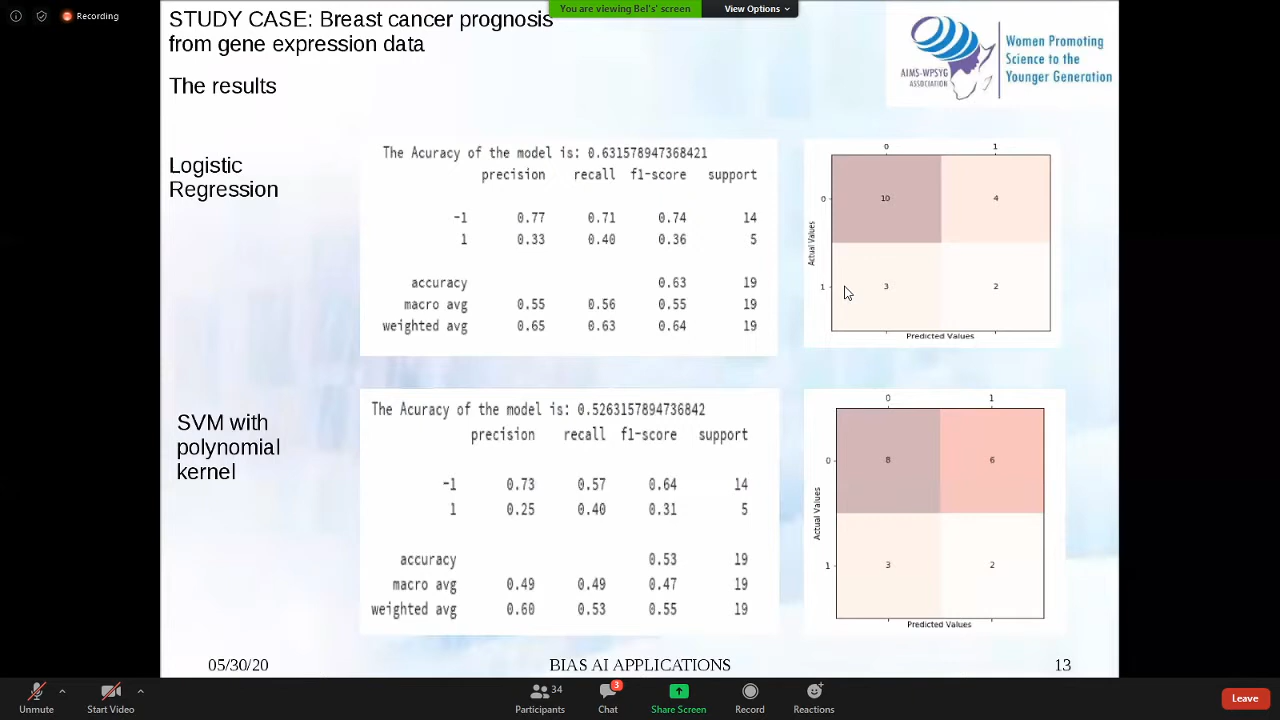 Recording
You are viewing Bel's' screen
View Options
STUDY CASE: Breast cancer prognosis
from gene expression data
The results
AIMS-WPSYG
ASSOCIATION
Women Promoting
Science to the
Younger Generation
Logistic
Regression
The Acuracy of the model is: 0.631578947368421
precision recall f1-score support
-1 0.77 0.71 0.74 14
1 0.33 0.40 0.36 5
accuracy 0.63 19
macro avg 0.55 0.56 0.55 19
weighted avg 0.65 0.63 0.64 19
0 1
0 10 4
Actual Values
1 3 2
Predicted Values
SVM with
polynomial
kernel
The Acuracy of the model is: 0.5263157894736842
precision recall f1-score support
-1 0.73 0.57 0.64 14
1 0.25 0.40 0.31 5
accuracy 0.53 19
macro avg 0.49 0.49 0.47 19
weighted avg 0.60 0.53 0.55 19
0 1
0 8 6
Actual Values
1 3 2
Predicted Values
05/30/20 BIAS AI APPLICATIONS 13
34 3
Unmute Start Video Participants Chat Share Screen Record Reactions Leave